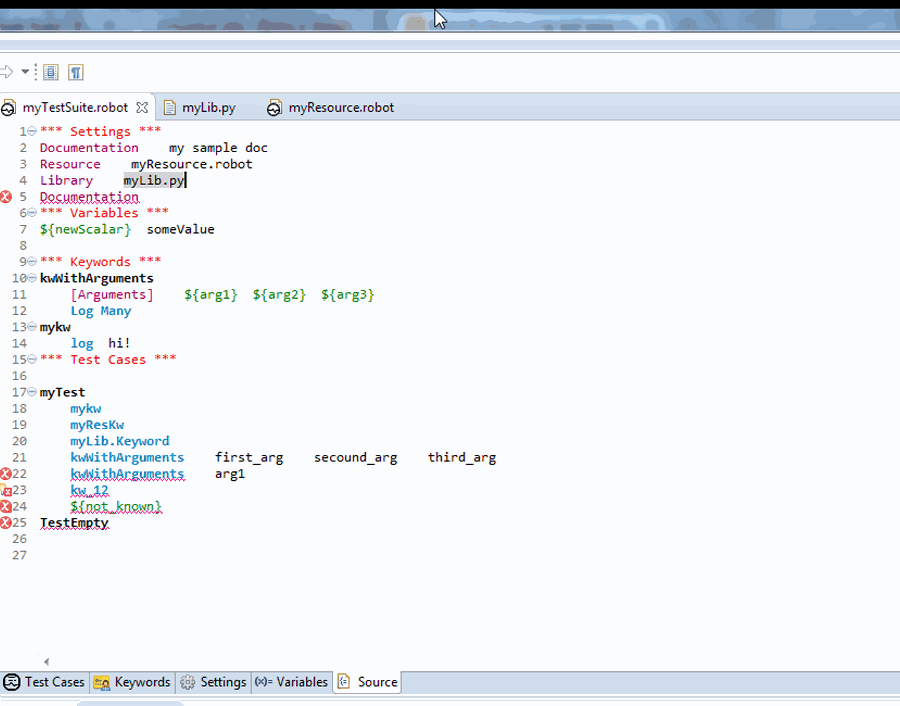 myTestSuite.robot myLib.py myResource.robot
1 *** Settings ***
2 Documentation my sample doc
3 Resource myResource.robot
4 Library myLib.py
5 Documentation
6 *** Variables ***
7 ${newScalar} someValue
8
9 *** Keywords ***
10 kwWithArguments
11 [Arguments] ${arg1} ${arg2} ${arg3}
12 Log Many
13 mykw
14 log hi!
15 *** Test Cases ***
16
17 myTest
18 mykw
19 myResKw
20 myLib.Keyword
21 kwWithArguments first_arg secound_arg third_arg
22 kwWithArguments arg1
23 kw_12
24 ${not_known}
25 TestEmpty
26
27
Test Cases Keywords Settings (x)= Variables Source